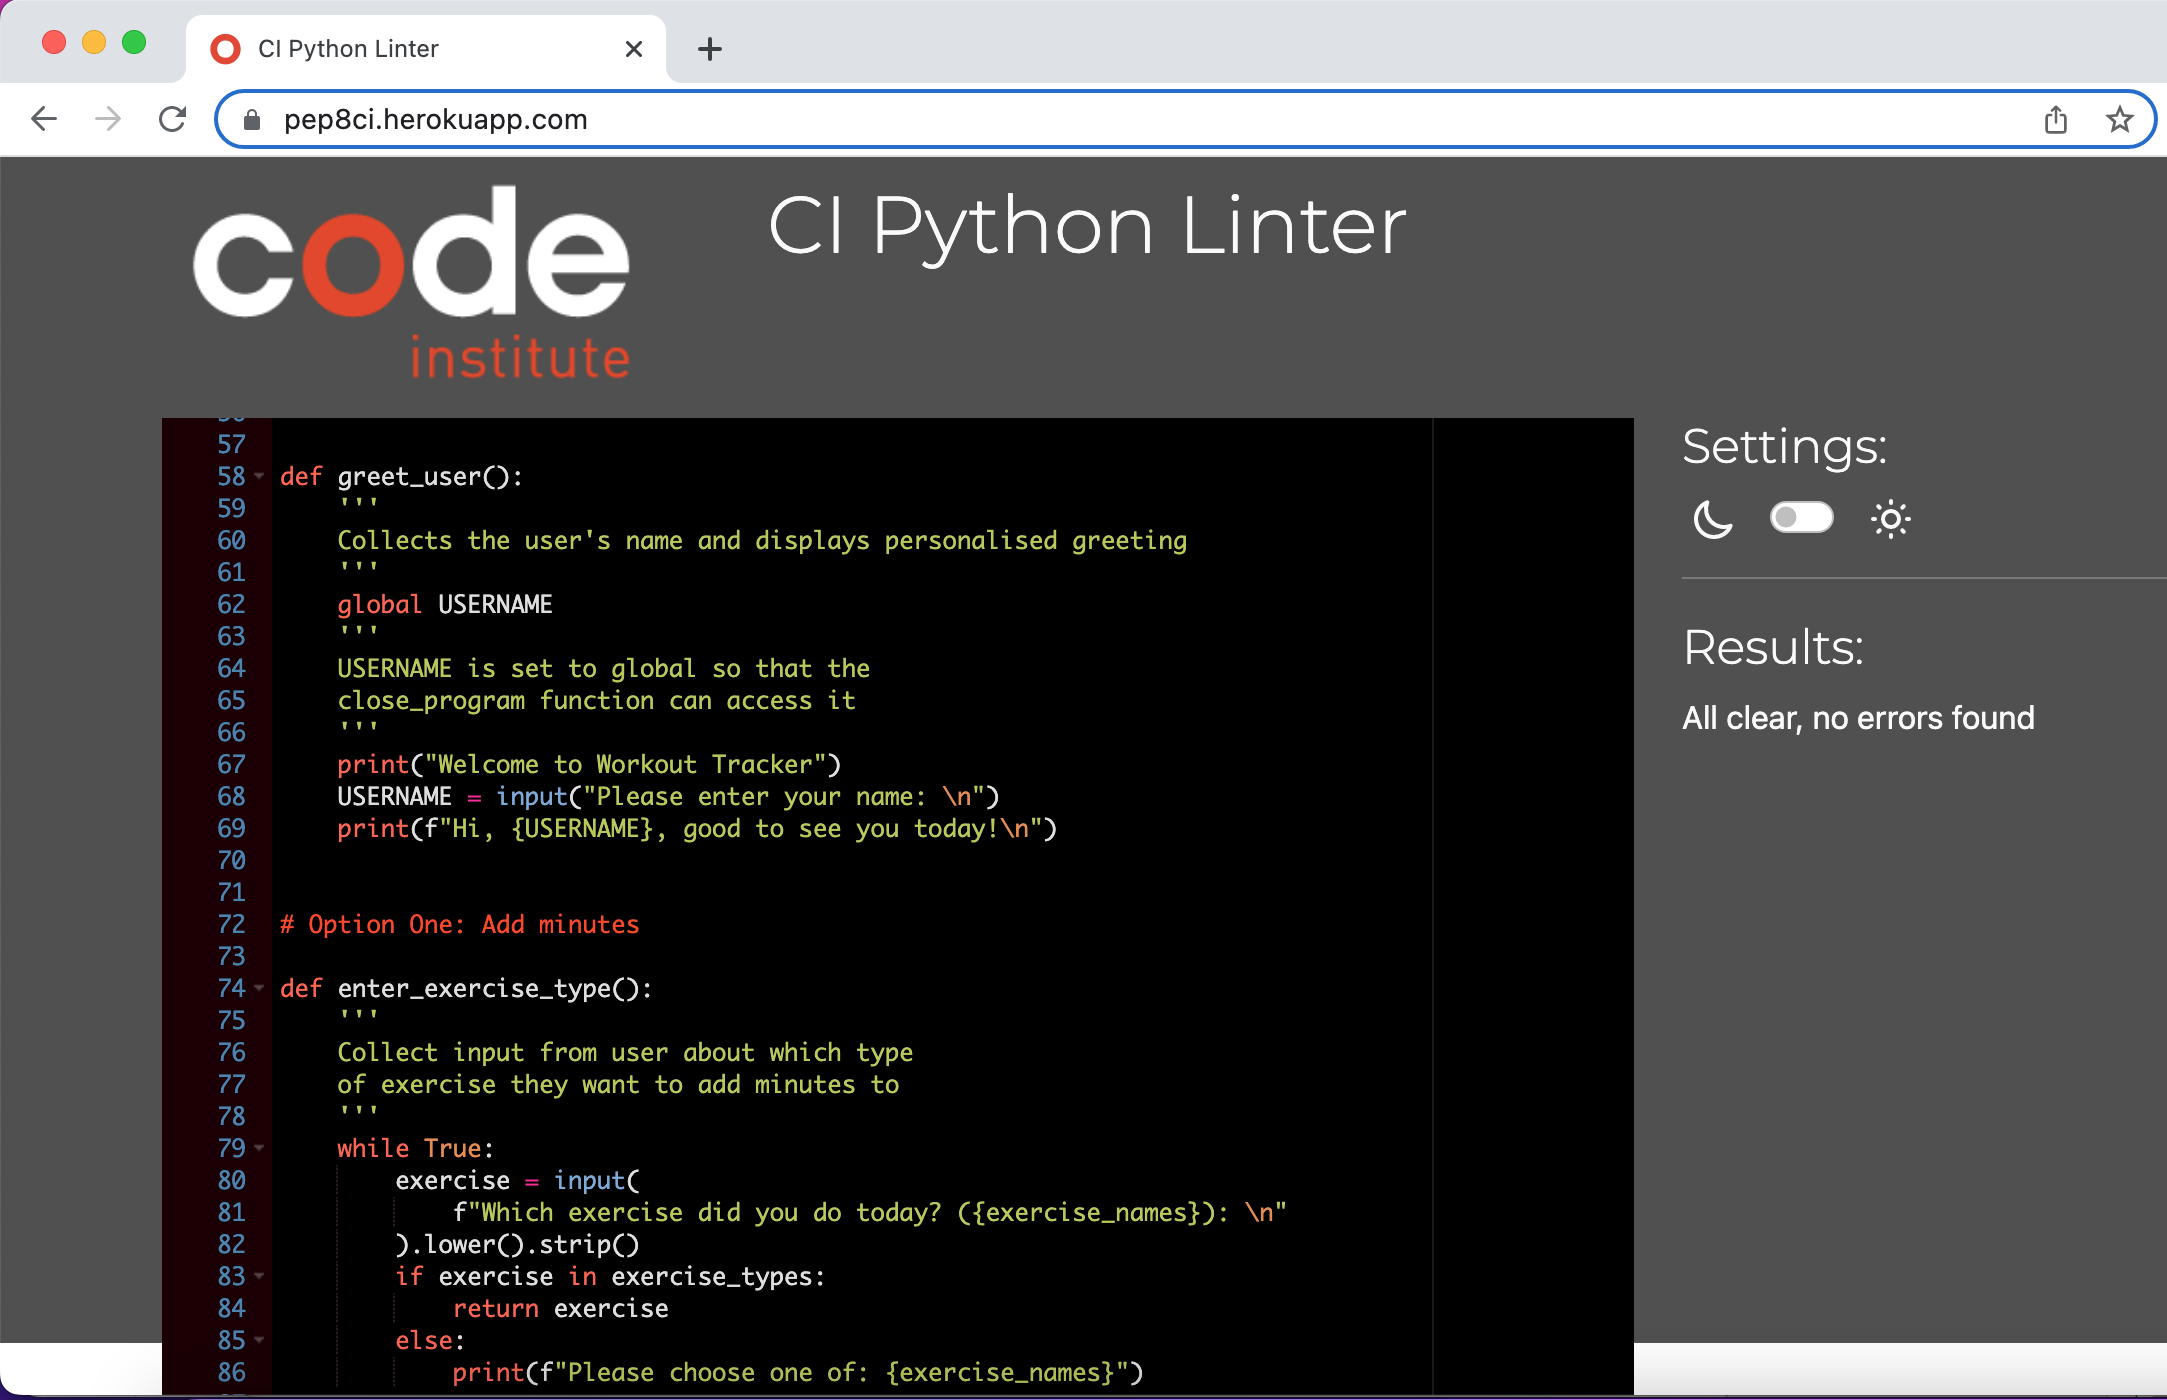 CI Python Linter
pep8ci.herokuapp.com
code
institute
CI Python Linter
57
58 def greet_user():
59     '''
60     Collects the user's name and displays personalised greeting
61     '''
62     global USERNAME
63     '''
64     USERNAME is set to global so that the
65     close_program function can access it
66     '''
67     print("Welcome to Workout Tracker")
68     USERNAME = input("Please enter your name: \n")
69     print(f"Hi, {USERNAME}, good to see you today!\n")
70
71
72 # Option One: Add minutes
73
74 def enter_exercise_type():
75     '''
76     Collect input from user about which type
77     of exercise they want to add minutes to
78     '''
79     while True:
80         exercise = input(
81             f"Which exercise did you do today? ({exercise_names}): \n"
82         ).lower().strip()
83         if exercise in exercise_types:
84             return exercise
85         else:
86             print(f"Please choose one of: {exercise_names}")
Settings:
Results:
All clear, no errors found